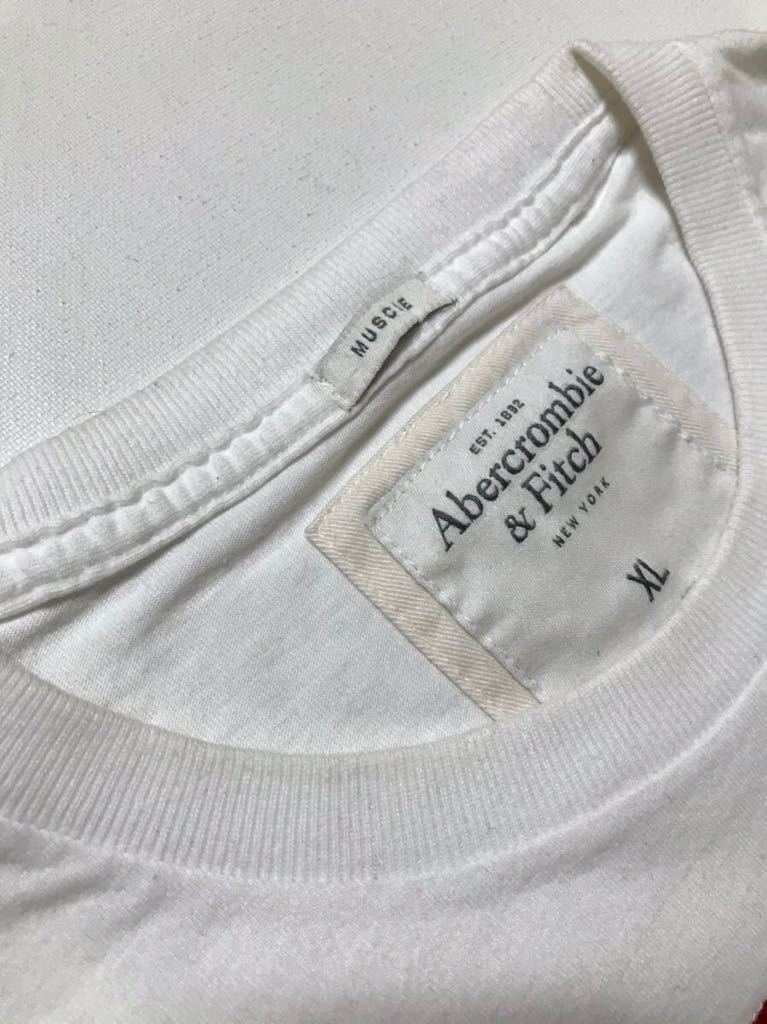 MUSCLE
EST. 1892
Abercrombie
& Fitch
NEW YORK
XL